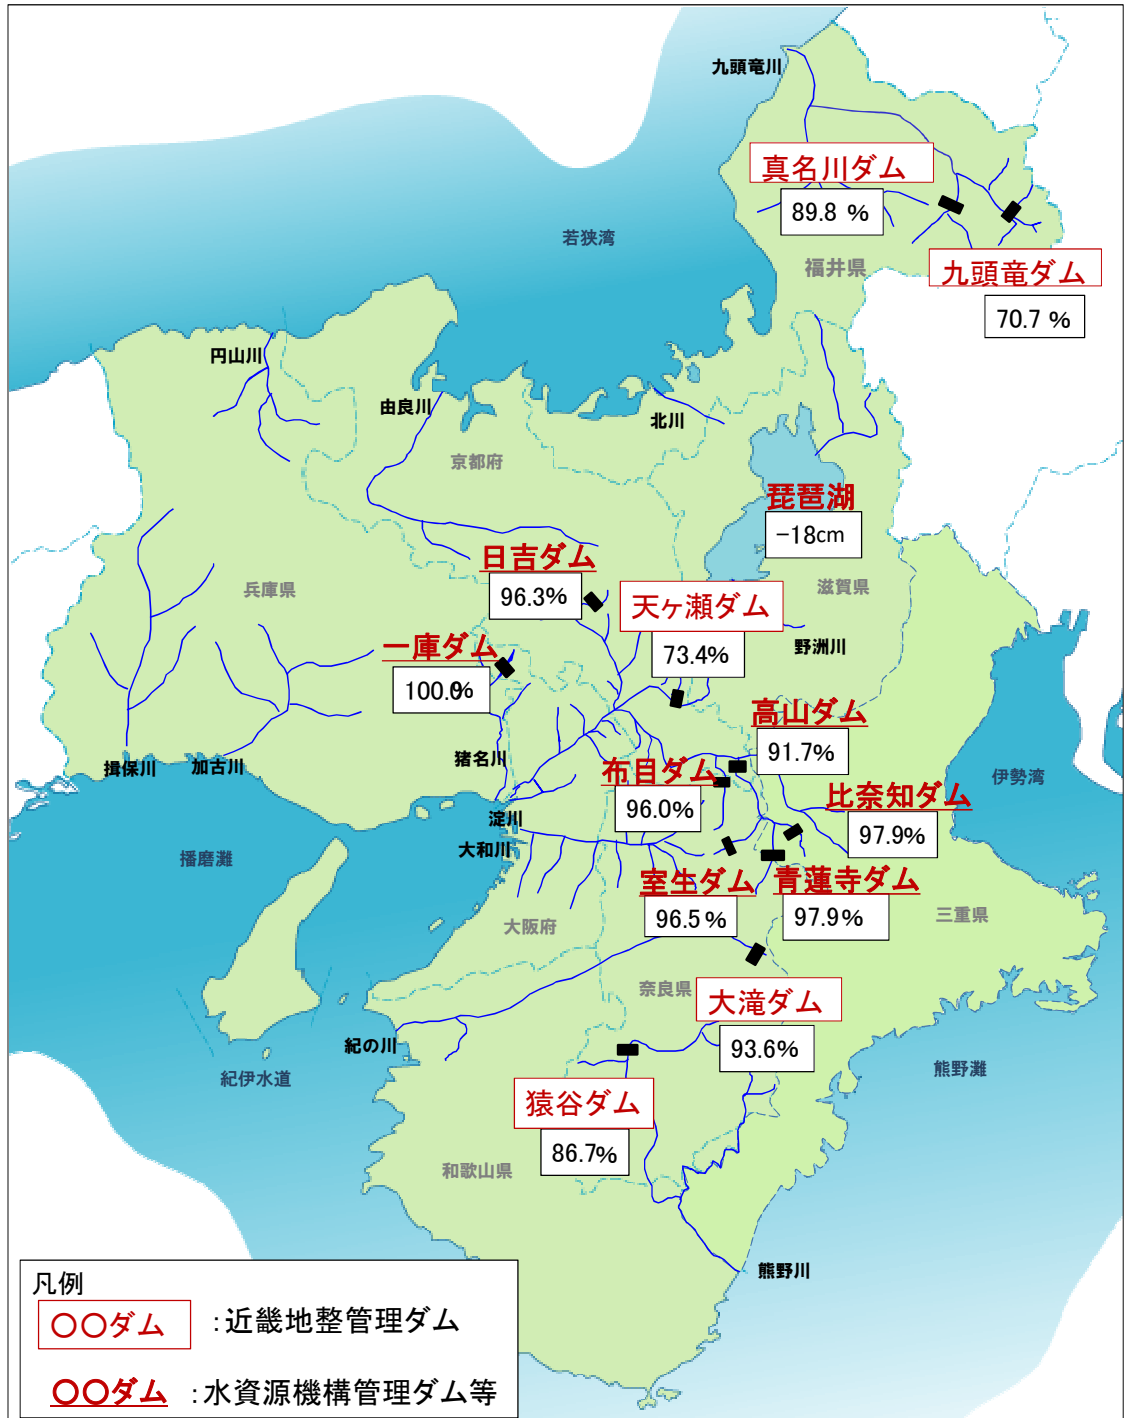 九頭竜川
真名川ダム
89.8 %
若狭湾
福井県
九頭竜ダム
70.7 %
円山川
由良川
北川
京都府
琵琶湖
-18cm
日吉ダム
96.3%
兵庫県
天ヶ瀬ダム
滋賀県
73.4%
野洲川
一庫ダム
100.0%
高山ダム
91.7%
猪名川
揖保川
加古川
布目ダム
96.0%
伊勢湾
比奈知ダム
97.9%
淀川
大和川
播磨灘
室生ダム
96.5 %
青蓮寺ダム
97.9%
大阪府
三重県
奈良県
大滝ダム
93.6%
紀の川
紀伊水道
熊野灘
猿谷ダム
86.7%
和歌山県
熊野川
凡例
〇〇ダム :近畿地整管理ダム
〇〇ダム :水資源機構管理ダム等